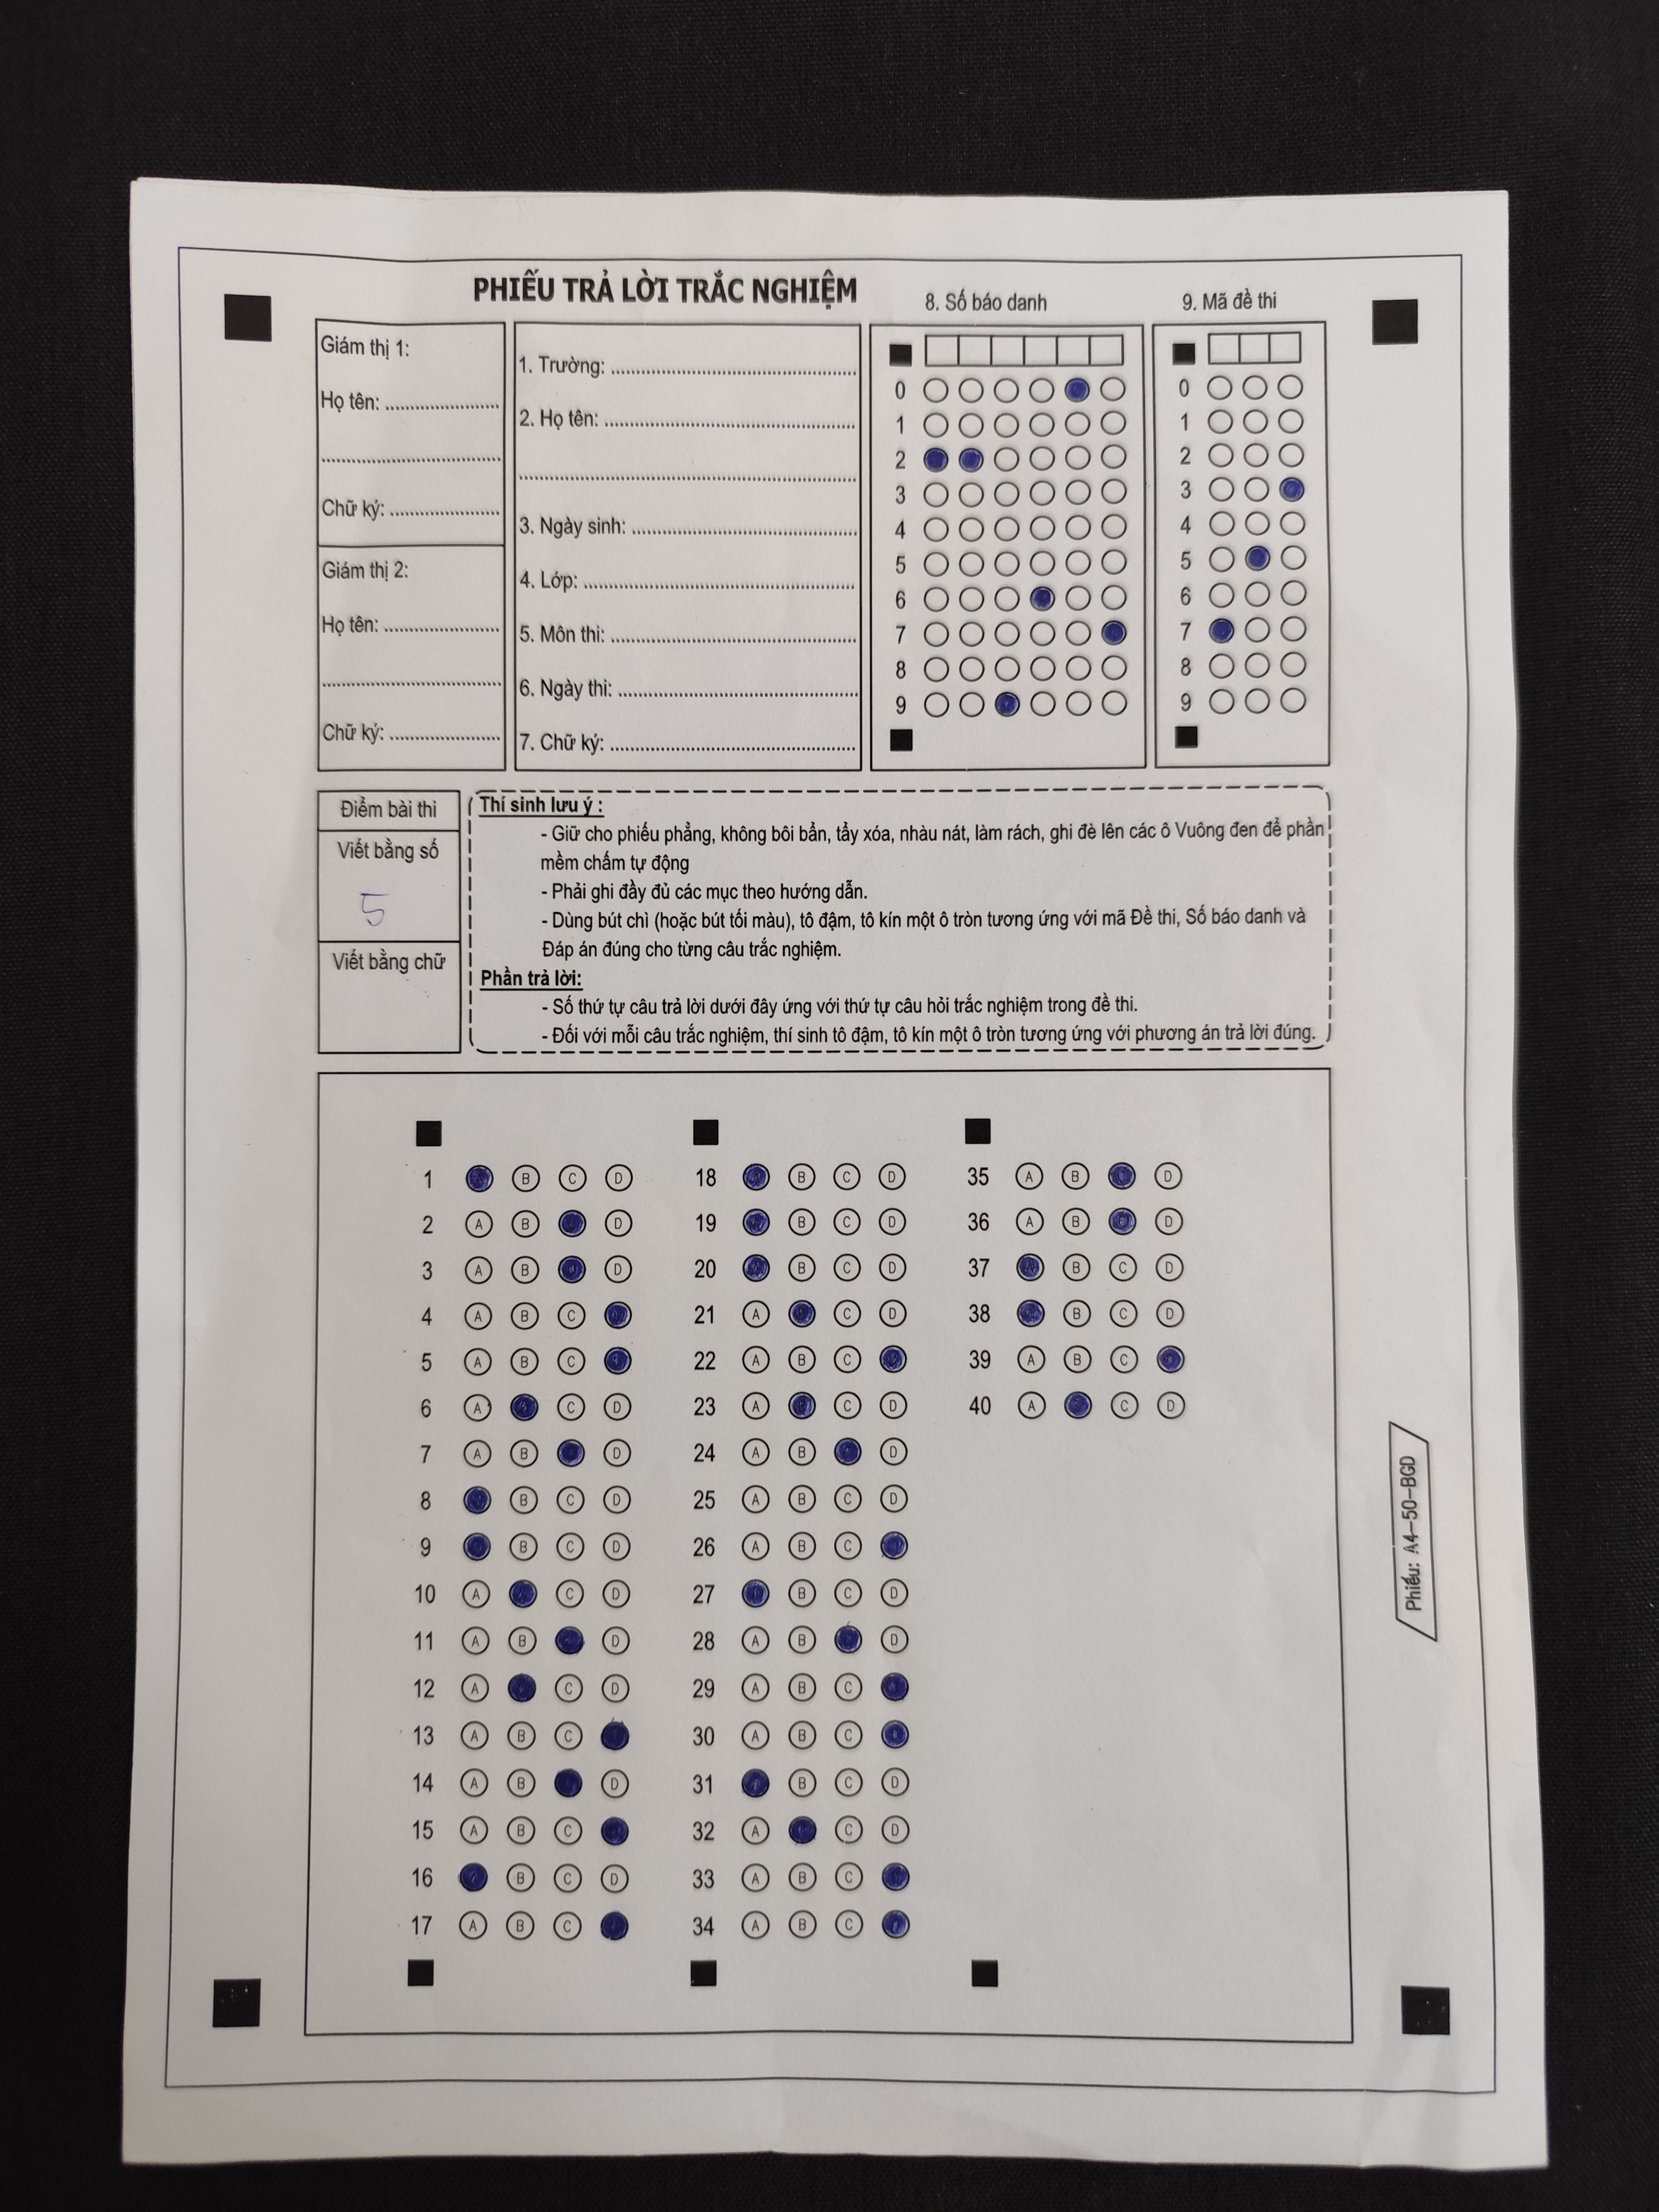 PHIẾU TRẢ LỜI TRẮC NGHIỆM
8. Số báo danh
9. Mã đề thi
Giám thị 1:
Họ tên: ......................
...................................
Chữ ký: .....................
Giám thị 2:
Họ tên: ......................
...................................
Chữ ký: .....................
1. Trường: ................................................
2. Họ tên: .................................................
...................................................................
3. Ngày sinh: ............................................
4. Lớp: .....................................................
5. Môn thi: ................................................
6. Ngày thi: ...............................................
7. Chữ ký: ................................................
0
1
2
3
4
5
6
7
8
9
0
1
2
3
4
5
6
7
8
9
Điểm bài thi
Viết bằng số
5
Viết bằng chữ
Thí sinh lưu ý :
- Giữ cho phiếu phẳng, không bôi bẩn, tẩy xóa, nhàu nát, làm rách, ghi đè lên các ô Vuông đen để phần
mềm chấm tự động
- Phải ghi đầy đủ các mục theo hướng dẫn.
- Dùng bút chì (hoặc bút tối màu), tô đậm, tô kín một ô tròn tương ứng với mã Đề thi, Số báo danh và
Đáp án đúng cho từng câu trắc nghiệm.
Phần trả lời:
- Số thứ tự câu trả lời dưới đây ứng với thứ tự câu hỏi trắc nghiệm trong đề thi.
- Đối với mỗi câu trắc nghiệm, thí sinh tô đậm, tô kín một ô tròn tương ứng với phương án trả lời đúng.
1 B C D
2 A B D
3 A B D
4 A B C
5 A B C
6 A C D
7 A B D
8 B C D
9 B C D
10 A C D
11 A B D
12 A C D
13 A B C
14 A B D
15 A B C
16 B C D
17 A B C
18 B C D
19 B C D
20 B C D
21 A C D
22 A B C
23 A C D
24 A B D
25 A B C D
26 A B C
27 B C D
28 A B D
29 A B C
30 A B C
31 B C D
32 A C D
33 A B C
34 A B C
35 A B D
36 A B D
37 B C D
38 B C D
39 A B C
40 A C D
Phiếu: A4-50-BGD